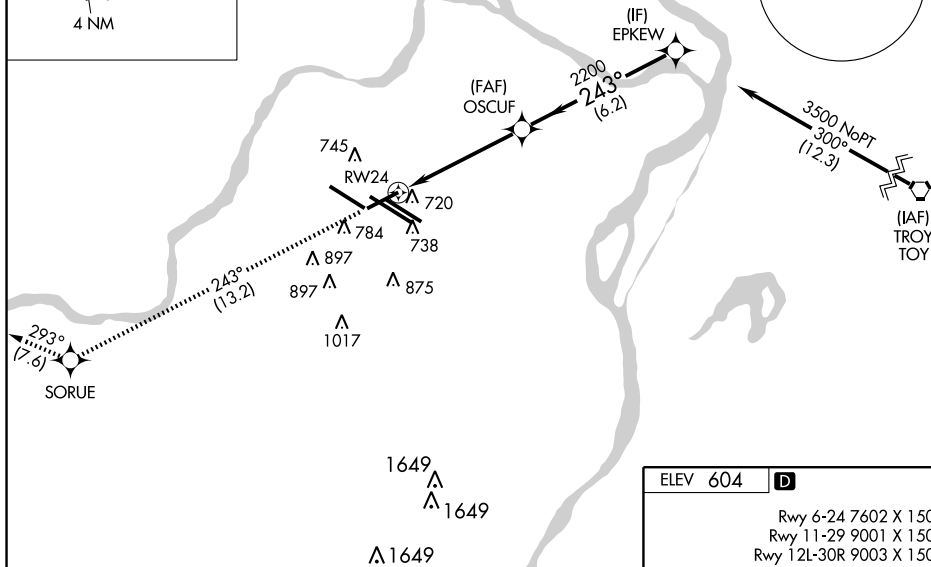 4 NM
(IF)
EPKEW
2200
243°
(6.2)
(FAF)
OSCUF
3500 NoPT
300°
(12.3)
(IAF)
TROY
TOY
745
RW24
720
784
738
897
897
875
1017
243°
(13.2)
293°
(7.6)
SORUE
1649
1649
1649
ELEV 604 D
Rwy 6-24 7602 X 150
Rwy 11-29 9001 X 150
Rwy 12L-30R 9003 X 150